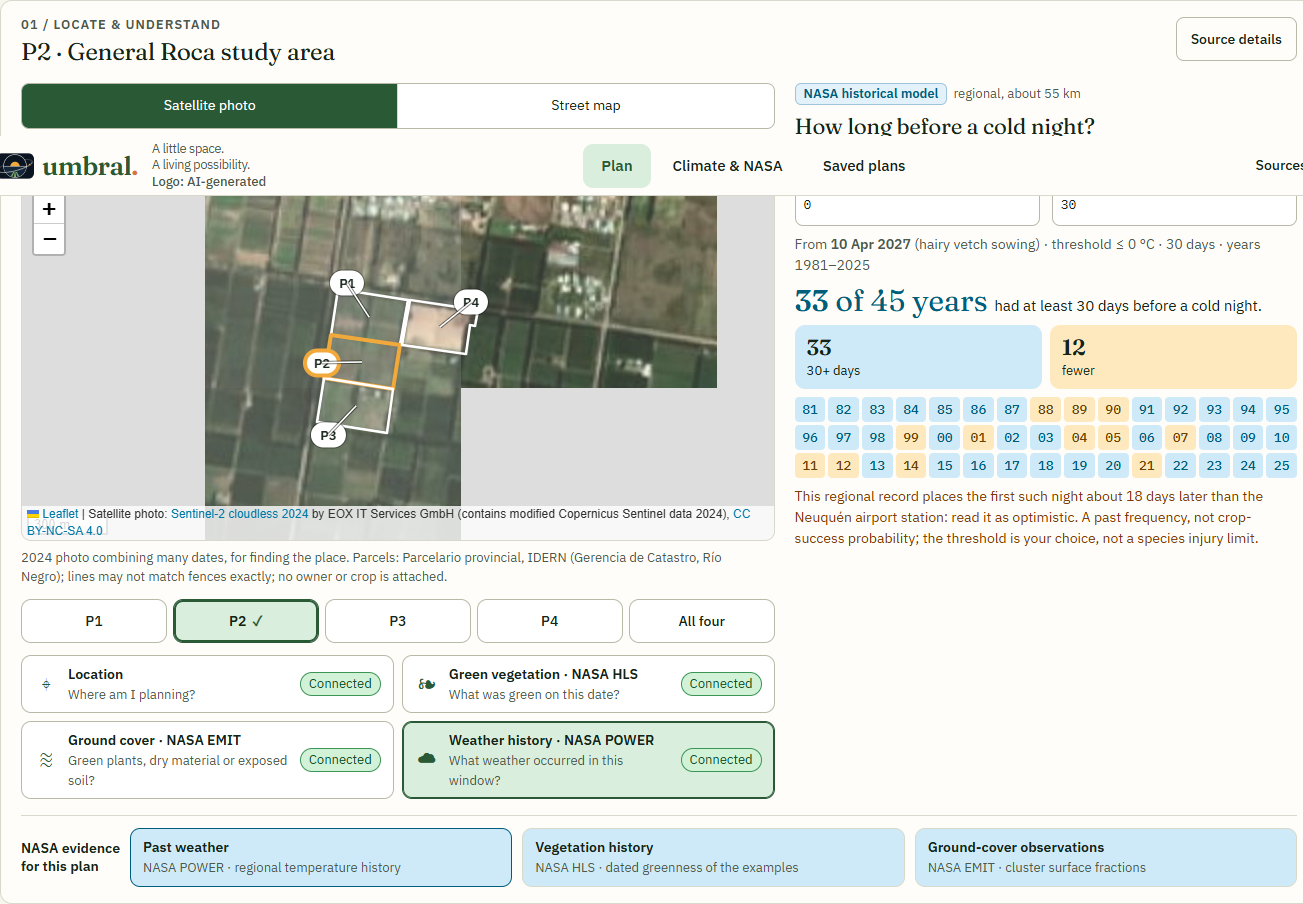 01 / LOCATE & UNDERSTAND
P2 · General Roca study area
Source details
Satellite photo
Street map
NASA historical model
regional, about 55 km
How long before a cold night?
umbral.
A little space.
A living possibility.
Logo: AI-generated
Plan
Climate & NASA
Saved plans
Sources
+
−
0
30
From 10 Apr 2027 (hairy vetch sowing) · threshold ≤ 0 °C · 30 days · years
1981–2025
33 of 45 years had at least 30 days before a cold night.
33
30+ days
12
fewer
81 82 83 84 85 86 87 88 89 90 91 92 93 94 95
96 97 98 99 00 01 02 03 04 05 06 07 08 09 10
11 12 13 14 15 16 17 18 19 20 21 22 23 24 25
This regional record places the first such night about 18 days later than the
Neuquén airport station: read it as optimistic. A past frequency, not crop-
success probability; the threshold is your choice, not a species injury limit.
P1
P4
P2
P3
300 m
Leaflet | Satellite photo: Sentinel-2 cloudless 2024 by EOX IT Services GmbH (contains modified Copernicus Sentinel data 2024), CC
BY-NC-SA 4.0
2024 photo combining many dates, for finding the place. Parcels: Parcelario provincial, IDERN (Gerencia de Catastro, Río
Negro); lines may not match fences exactly; no owner or crop is attached.
P1
P2 ✓
P3
P4
All four
Location
Where am I planning?
Connected
Green vegetation · NASA HLS
What was green on this date?
Connected
Ground cover · NASA EMIT
Green plants, dry material or exposed
soil?
Connected
Weather history · NASA POWER
What weather occurred in this
window?
Connected
NASA evidence
for this plan
Past weather
NASA POWER · regional temperature history
Vegetation history
NASA HLS · dated greenness of the examples
Ground-cover observations
NASA EMIT · cluster surface fractions